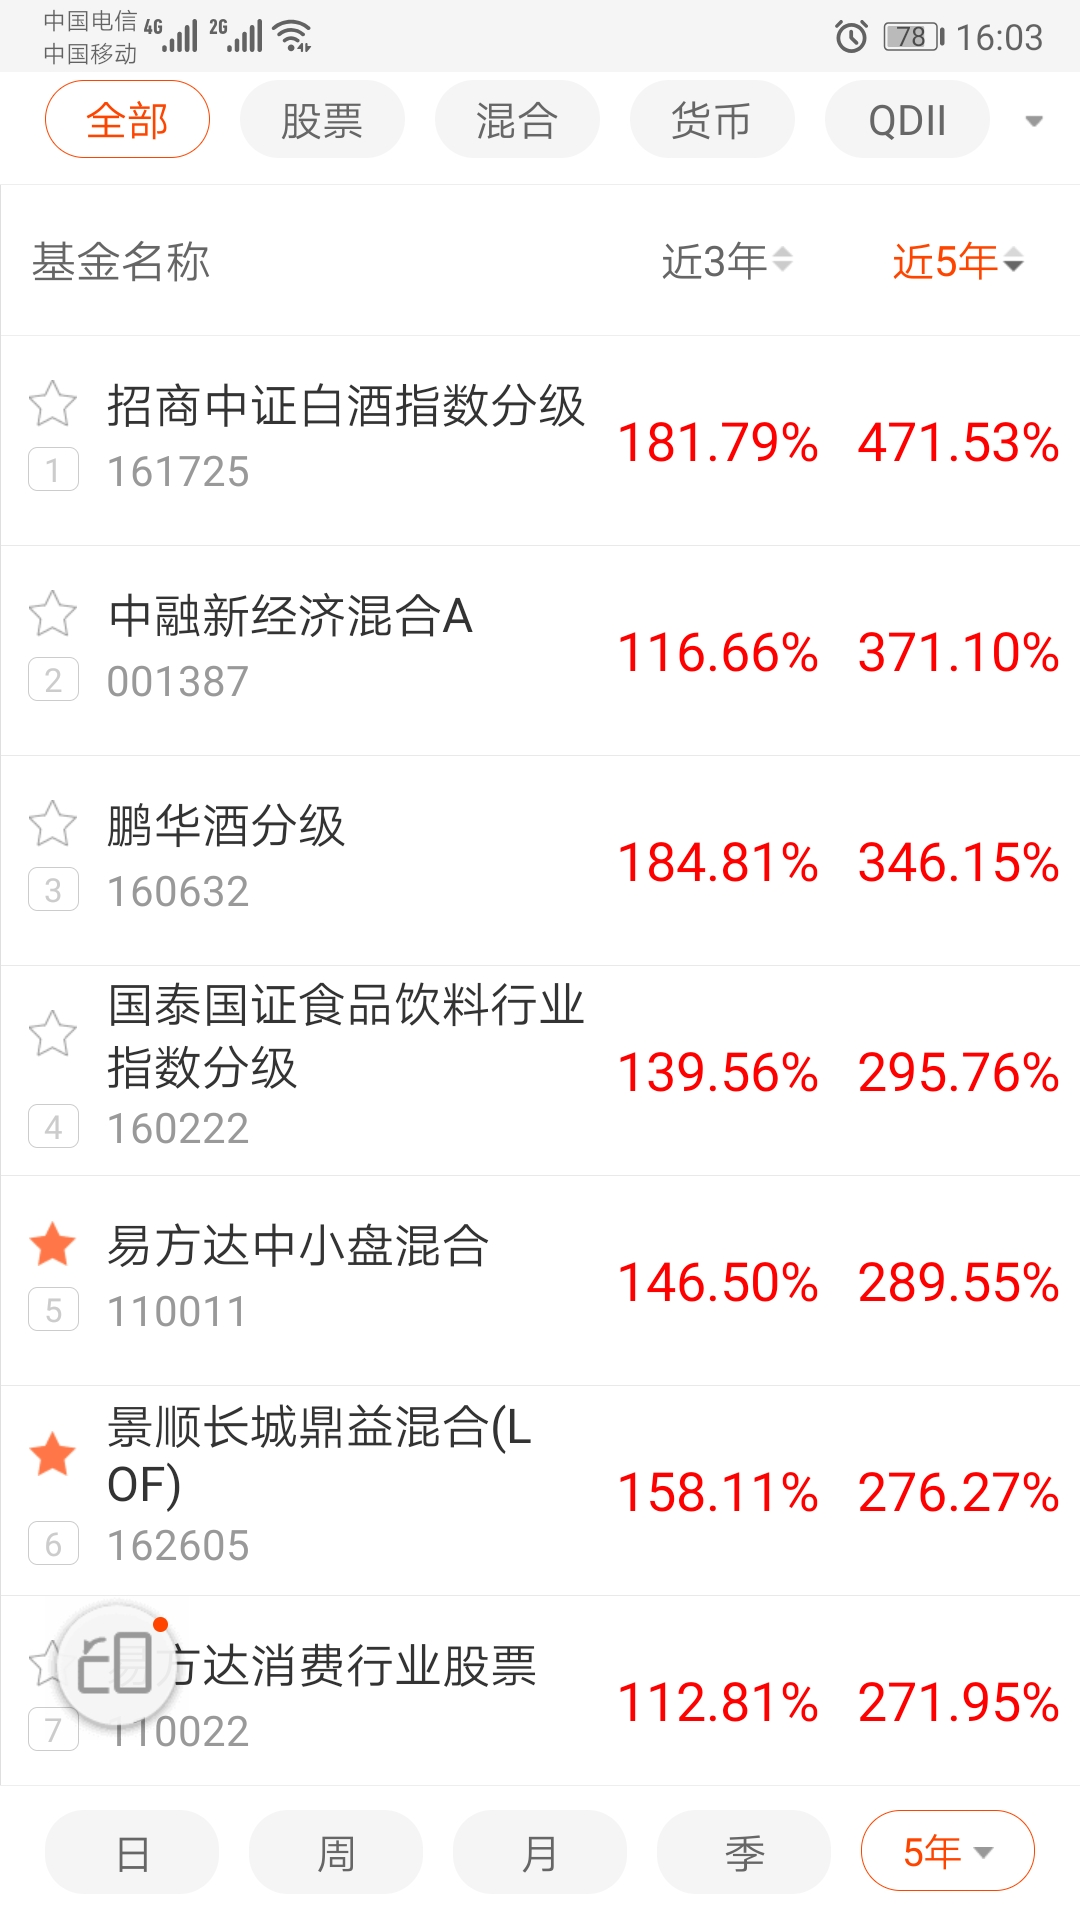 中国电信 4G 2G 78 16:03
中国移动
全部 股票 混合 货币 QDII
基金名称 近3年 近5年
招商中证白酒指数分级
181.79% 471.53%
1 161725
中融新经济混合A
116.66% 371.10%
2 001387
鹏华酒分级
184.81% 346.15%
3 160632
国泰国证食品饮料行业
指数分级
139.56% 295.76%
4 160222
易方达中小盘混合
146.50% 289.55%
5 110011
景顺长城鼎益混合(L
OF)
158.11% 276.27%
6 162605
易方达消费行业股票
112.81% 271.95%
7 110022
日 周 月 季 5年